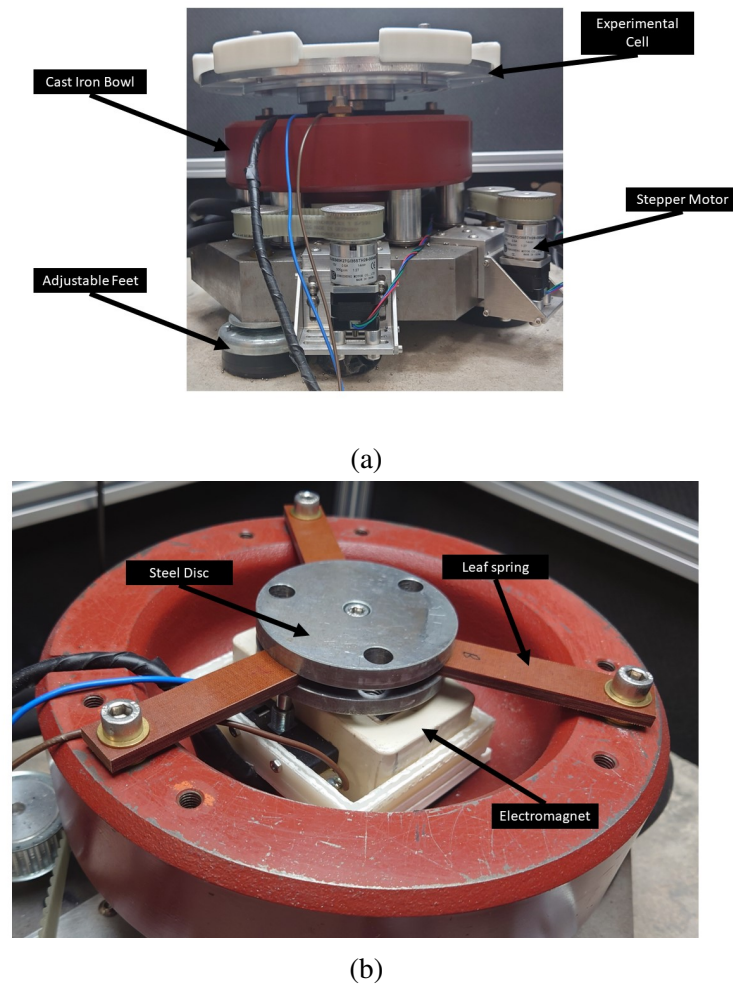 Experimental
Cell
Cast Iron Bowl
Stepper Motor
Adjustable Feet
(a)
Steel Disc
Leaf spring
Electromagnet
(b)